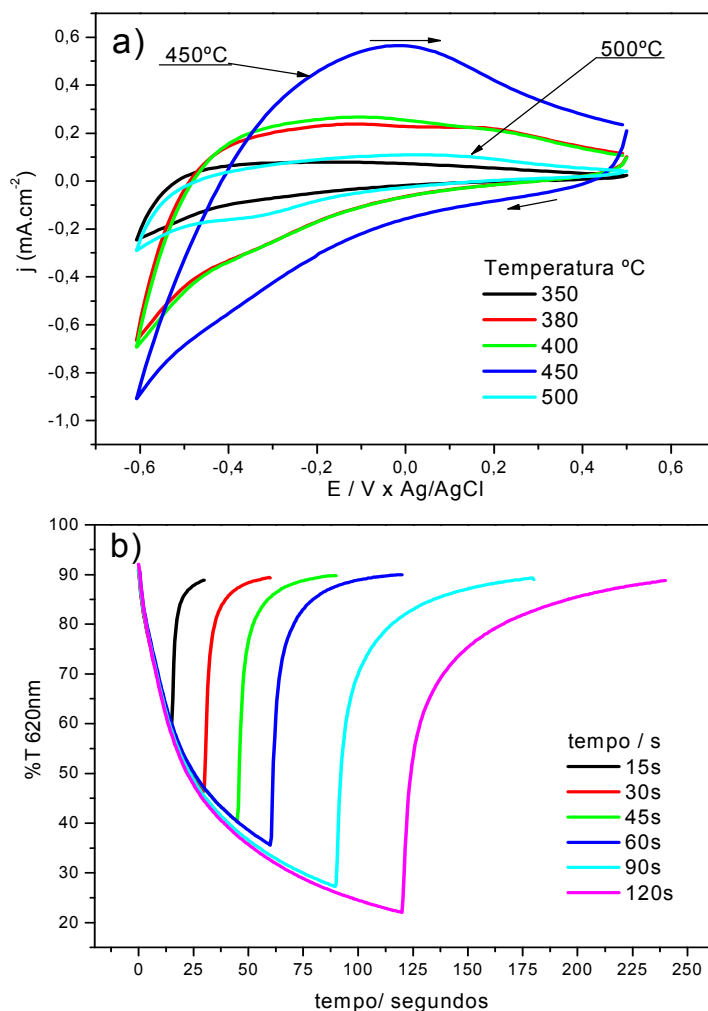 a)
450ºC
500ºC
0,6
0,4
0,2
0,0
-0,2
-0,4
-0,6
-0,8
-1,0
j (mA.cm-2)
Temperatura ºC
350
380
400
450
500
-0,6 -0,4 -0,2 0,0 0,2 0,4 0,6
E / V x Ag/AgCl
b)
100
90
80
70
60
50
40
30
20
%T 620nm
tempo / s
15s
30s
45s
60s
90s
120s
0 25 50 75 100 125 150 175 200 225 250
tempo/ segundos